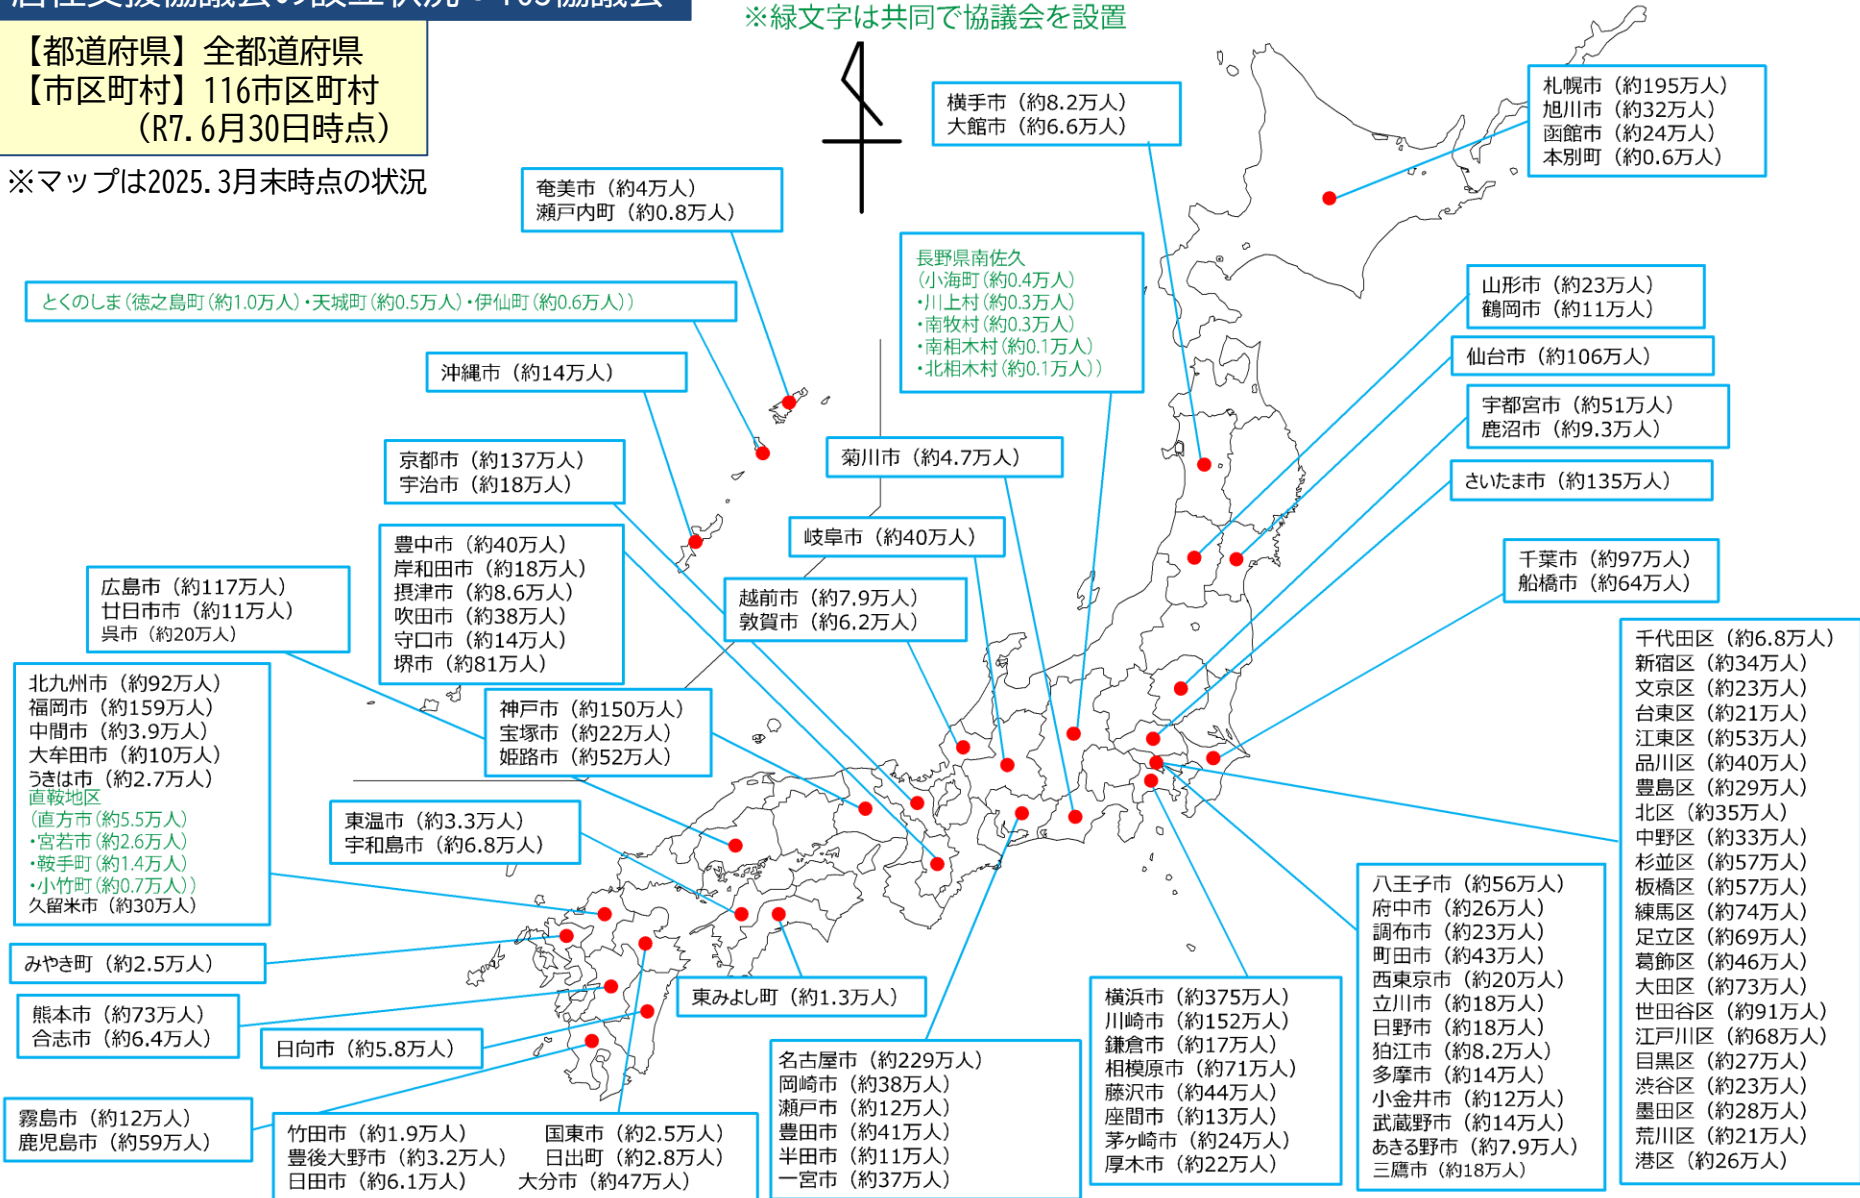 居住支援協議会の設立状況：165協議会
【都道府県】全都道府県
【市区町村】116市区町村
（R7.6月30日時点）
※マップは2025.3月末時点の状況
※緑文字は共同で協議会を設置
横手市（約8.2万人）
大館市（約6.6万人）
札幌市（約195万人）
旭川市（約32万人）
函館市（約24万人）
本別町（約0.6万人）
奄美市（約4万人）
瀬戸内町（約0.8万人）
とくのしま（徳之島町（約1.0万人）・天城町（約0.5万人）・伊仙町（約0.6万人））
沖縄市（約14万人）
長野県南佐久
（小海町（約0.4万人）
・川上村（約0.3万人）
・南牧村（約0.3万人）
・南相木村（約0.1万人）
・北相木村（約0.1万人））
山形市（約23万人）
鶴岡市（約11万人）
仙台市（約106万人）
宇都宮市（約51万人）
鹿沼市（約9.3万人）
さいたま市（約135万人）
京都市（約137万人）
宇治市（約18万人）
菊川市（約4.7万人）
岐阜市（約40万人）
豊中市（約40万人）
岸和田市（約18万人）
摂津市（約8.6万人）
吹田市（約38万人）
守口市（約14万人）
堺市（約81万人）
越前市（約7.9万人）
敦賀市（約6.2万人）
千葉市（約97万人）
船橋市（約64万人）
広島市（約117万人）
廿日市市（約11万人）
呉市（約20万人）
北九州市（約92万人）
福岡市（約159万人）
中間市（約3.9万人）
大牟田市（約10万人）
うきは市（約2.7万人）
直鞍地区
（直方市（約5.5万人）
・宮若市（約2.6万人）
・鞍手町（約1.4万人）
・小竹町（約0.7万人））
久留米市（約30万人）
神戸市（約150万人）
宝塚市（約22万人）
姫路市（約52万人）
東温市（約3.3万人）
宇和島市（約6.8万人）
みやき町（約2.5万人）
熊本市（約73万人）
合志市（約6.4万人）
日向市（約5.8万人）
霧島市（約12万人）
鹿児島市（約59万人）
竹田市（約1.9万人） 国東市（約2.5万人）
豊後大野市（約3.2万人） 日出町（約2.8万人）
日田市（約6.1万人） 大分市（約47万人）
東みよし町（約1.3万人）
名古屋市（約229万人）
岡崎市（約38万人）
瀬戸市（約12万人）
豊田市（約41万人）
半田市（約11万人）
一宮市（約37万人）
横浜市（約375万人）
川崎市（約152万人）
鎌倉市（約17万人）
相模原市（約71万人）
藤沢市（約44万人）
座間市（約13万人）
茅ヶ崎市（約24万人）
厚木市（約22万人）
八王子市（約56万人）
府中市（約26万人）
調布市（約23万人）
町田市（約43万人）
西東京市（約20万人）
立川市（約18万人）
日野市（約18万人）
狛江市（約8.2万人）
多摩市（約14万人）
小金井市（約12万人）
武蔵野市（約14万人）
あきる野市（約7.9万人）
三鷹市（約18万人）
千代田区（約6.8万人）
新宿区（約34万人）
文京区（約23万人）
台東区（約21万人）
江東区（約53万人）
品川区（約40万人）
豊島区（約29万人）
北区（約35万人）
中野区（約33万人）
杉並区（約57万人）
板橋区（約57万人）
練馬区（約74万人）
足立区（約69万人）
葛飾区（約46万人）
大田区（約73万人）
世田谷区（約91万人）
江戸川区（約68万人）
目黒区（約27万人）
渋谷区（約23万人）
墨田区（約28万人）
荒川区（約21万人）
港区（約26万人）